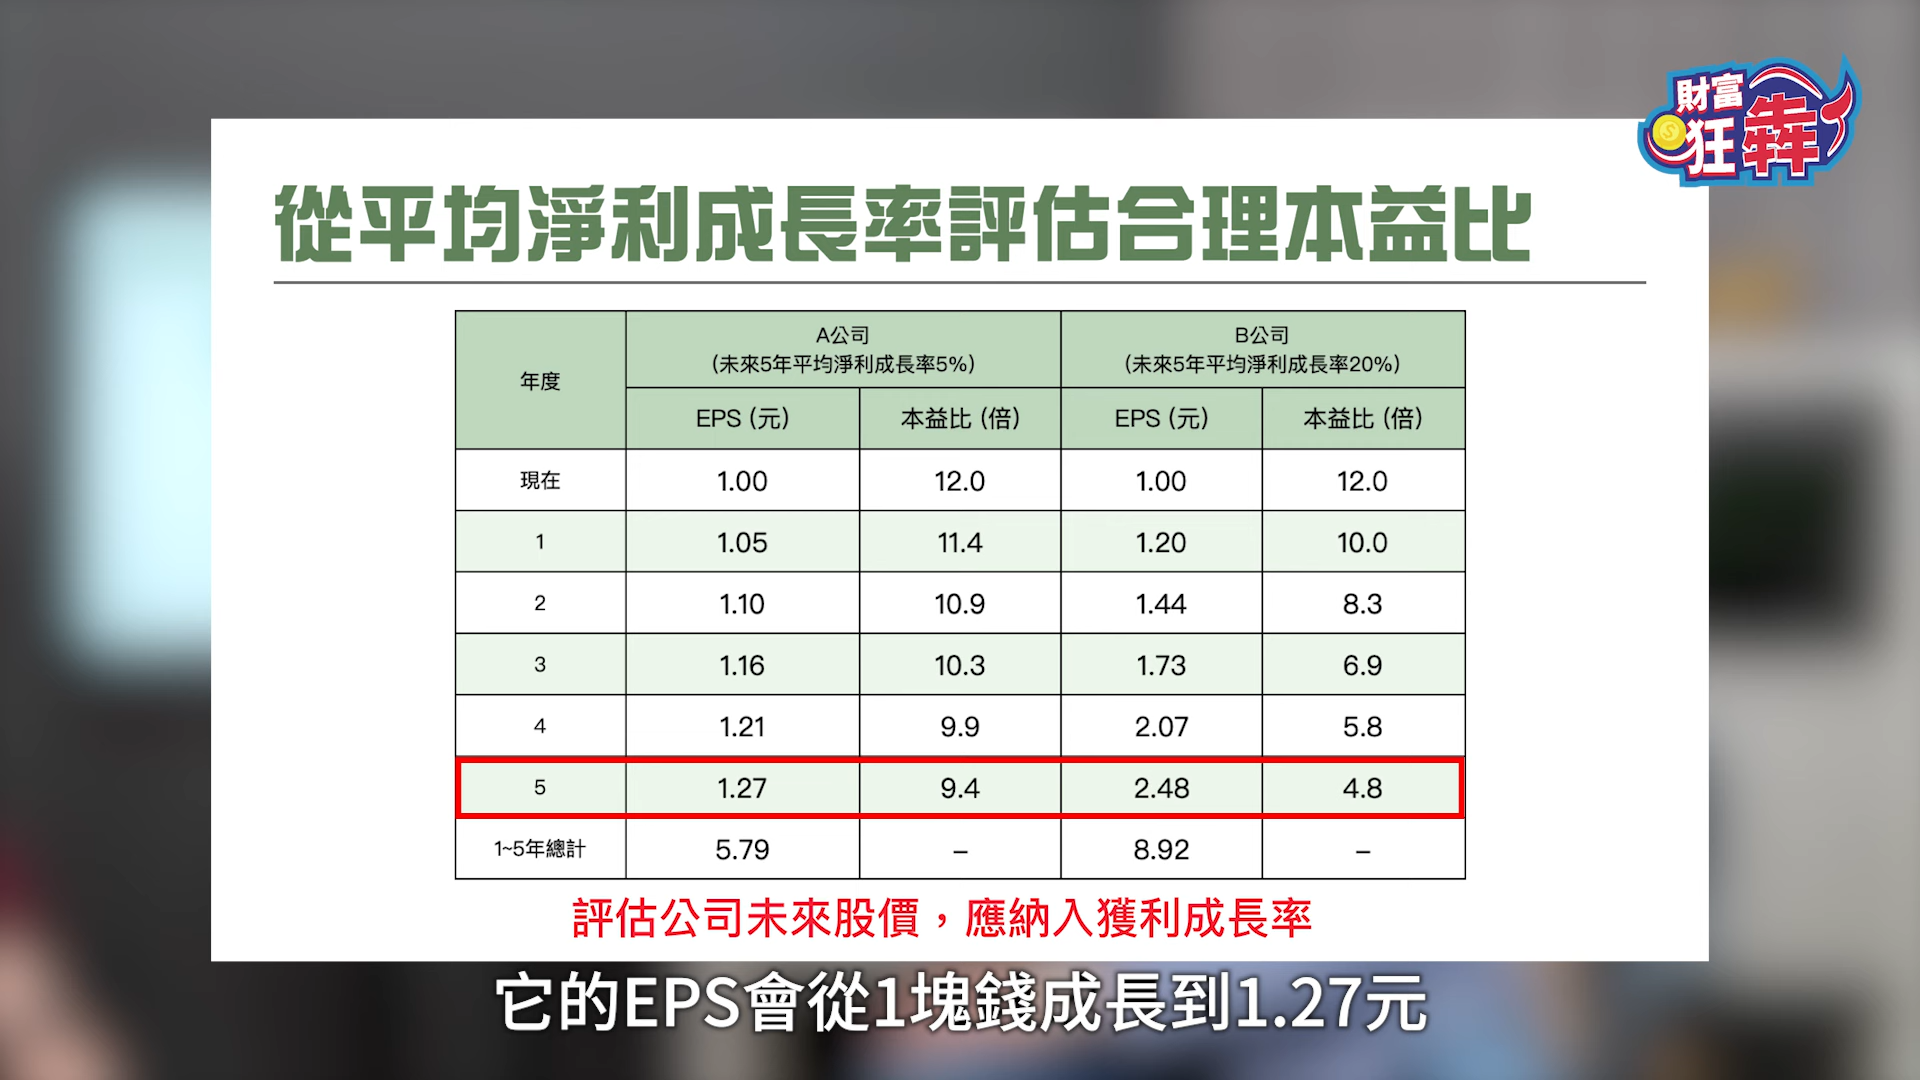 財富
狂犇
從平均淨利成長率評估合理本益比
年度 A公司 (未來5年平均淨利成長率5%) B公司 (未來5年平均淨利成長率20%)
EPS (元) 本益比 (倍) EPS (元) 本益比 (倍)
現在 1.00 12.0 1.00 12.0
1 1.05 11.4 1.20 10.0
2 1.10 10.9 1.44 8.3
3 1.16 10.3 1.73 6.9
4 1.21 9.9 2.07 5.8
5 1.27 9.4 2.48 4.8
1~5年總計 5.79 – 8.92 –
評估公司未來股價，應納入獲利成長率
它的EPS會從1塊錢成長到1.27元